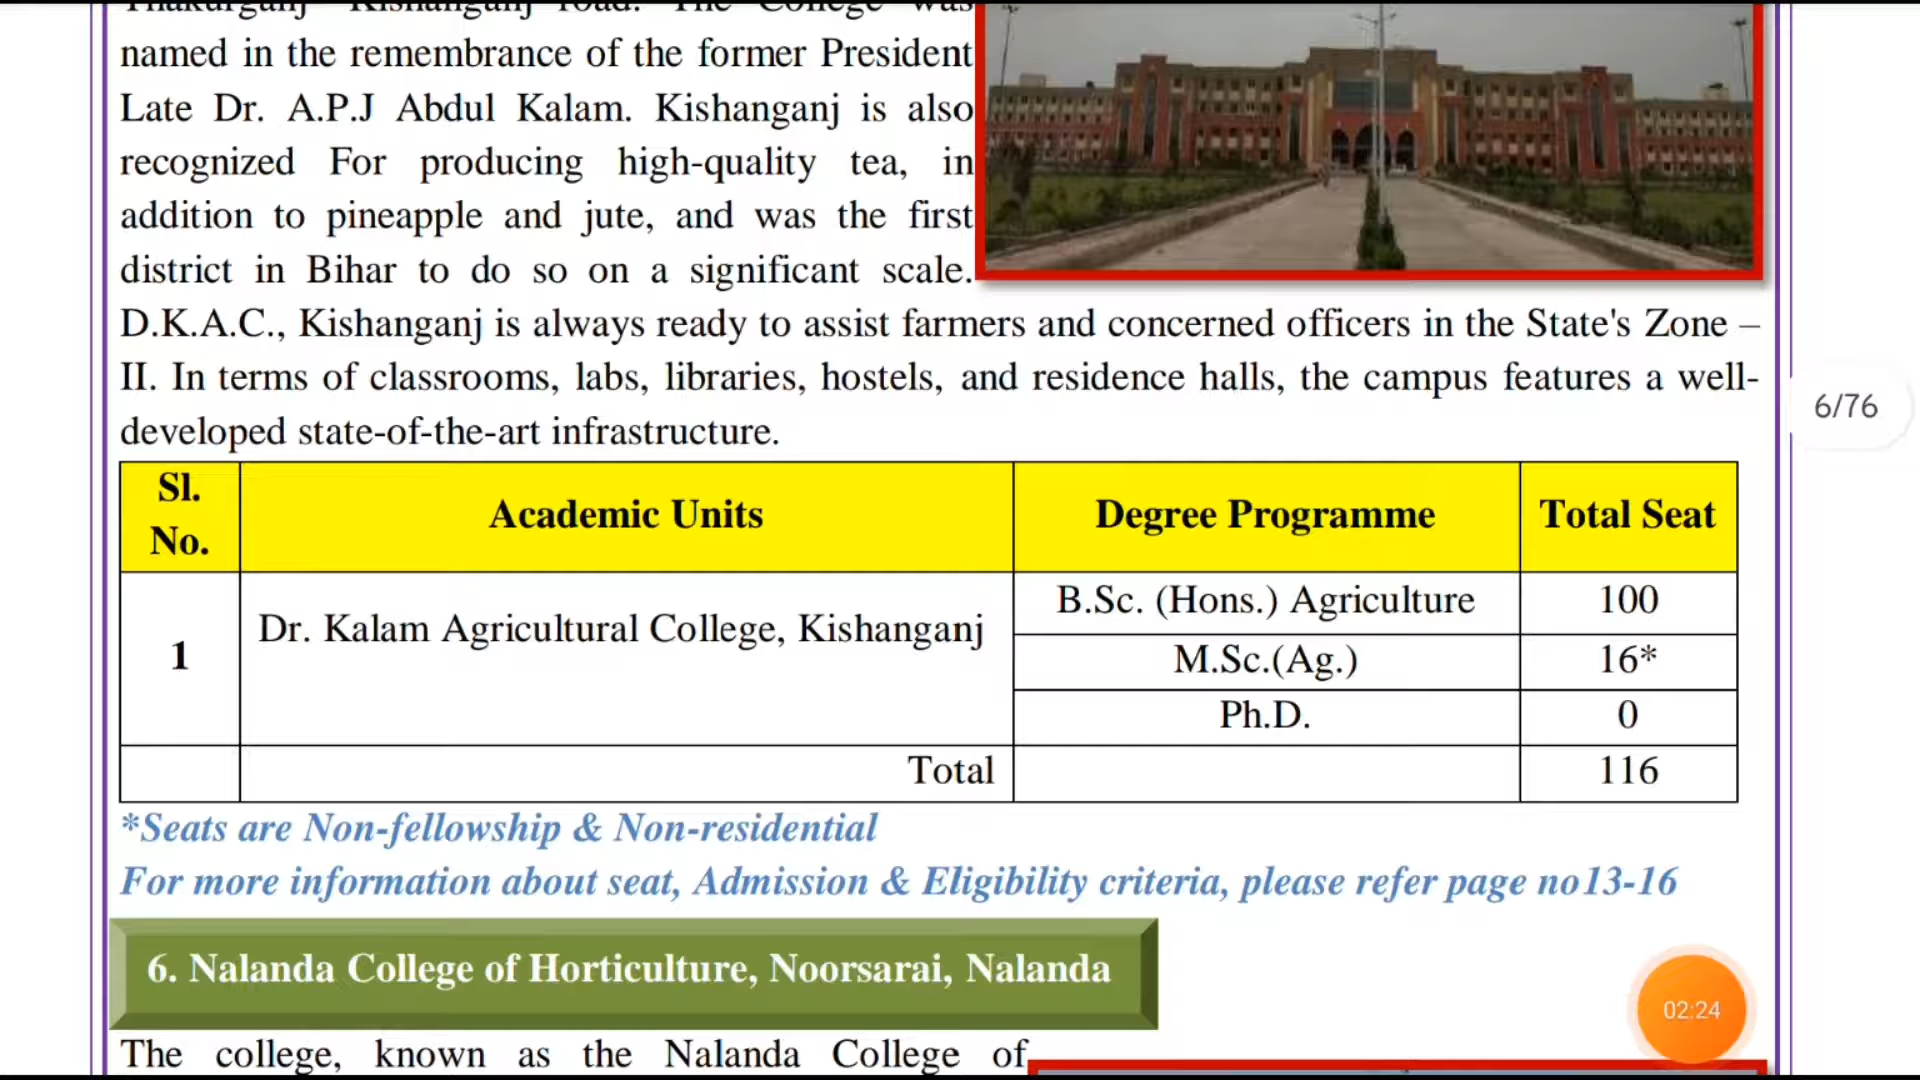 Thakurganj Kishanganj road. The College was
named in the remembrance of the former President
Late Dr. A.P.J Abdul Kalam. Kishanganj is also
recognized For producing high-quality tea, in
addition to pineapple and jute, and was the first
district in Bihar to do so on a significant scale.
D.K.A.C., Kishanganj is always ready to assist farmers and concerned officers in the State's Zone –
II. In terms of classrooms, labs, libraries, hostels, and residence halls, the campus features a well-
developed state-of-the-art infrastructure.
6/76
Sl. No. Academic Units Degree Programme Total Seat
1 Dr. Kalam Agricultural College, Kishanganj B.Sc. (Hons.) Agriculture 100
M.Sc.(Ag.) 16*
Ph.D. 0
Total 116
*Seats are Non-fellowship & Non-residential
For more information about seat, Admission & Eligibility criteria, please refer page no13-16
6. Nalanda College of Horticulture, Noorsarai, Nalanda
02:24
The college, known as the Nalanda College of